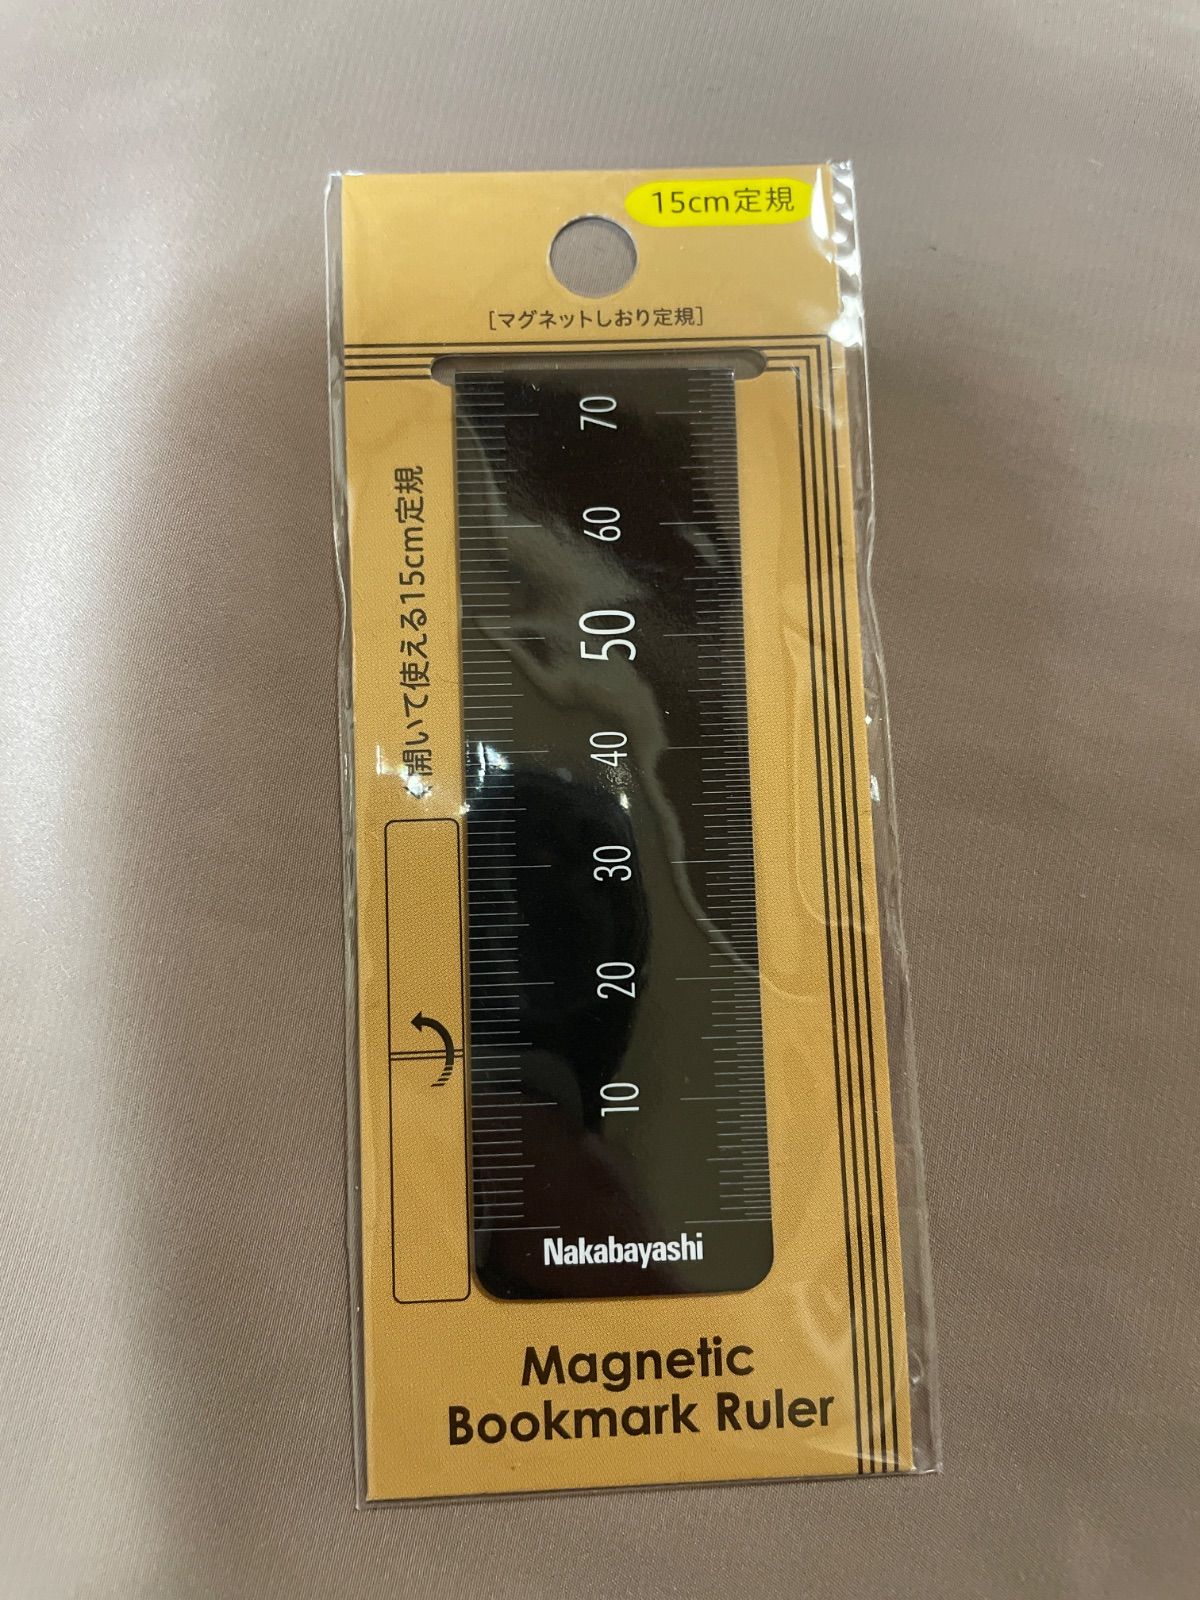 15cm定規
[マグネットしおり定規]
開いて使える15cm定規
70
60
50
40
30
20
10
Nakabayashi
Magnetic
Bookmark Ruler